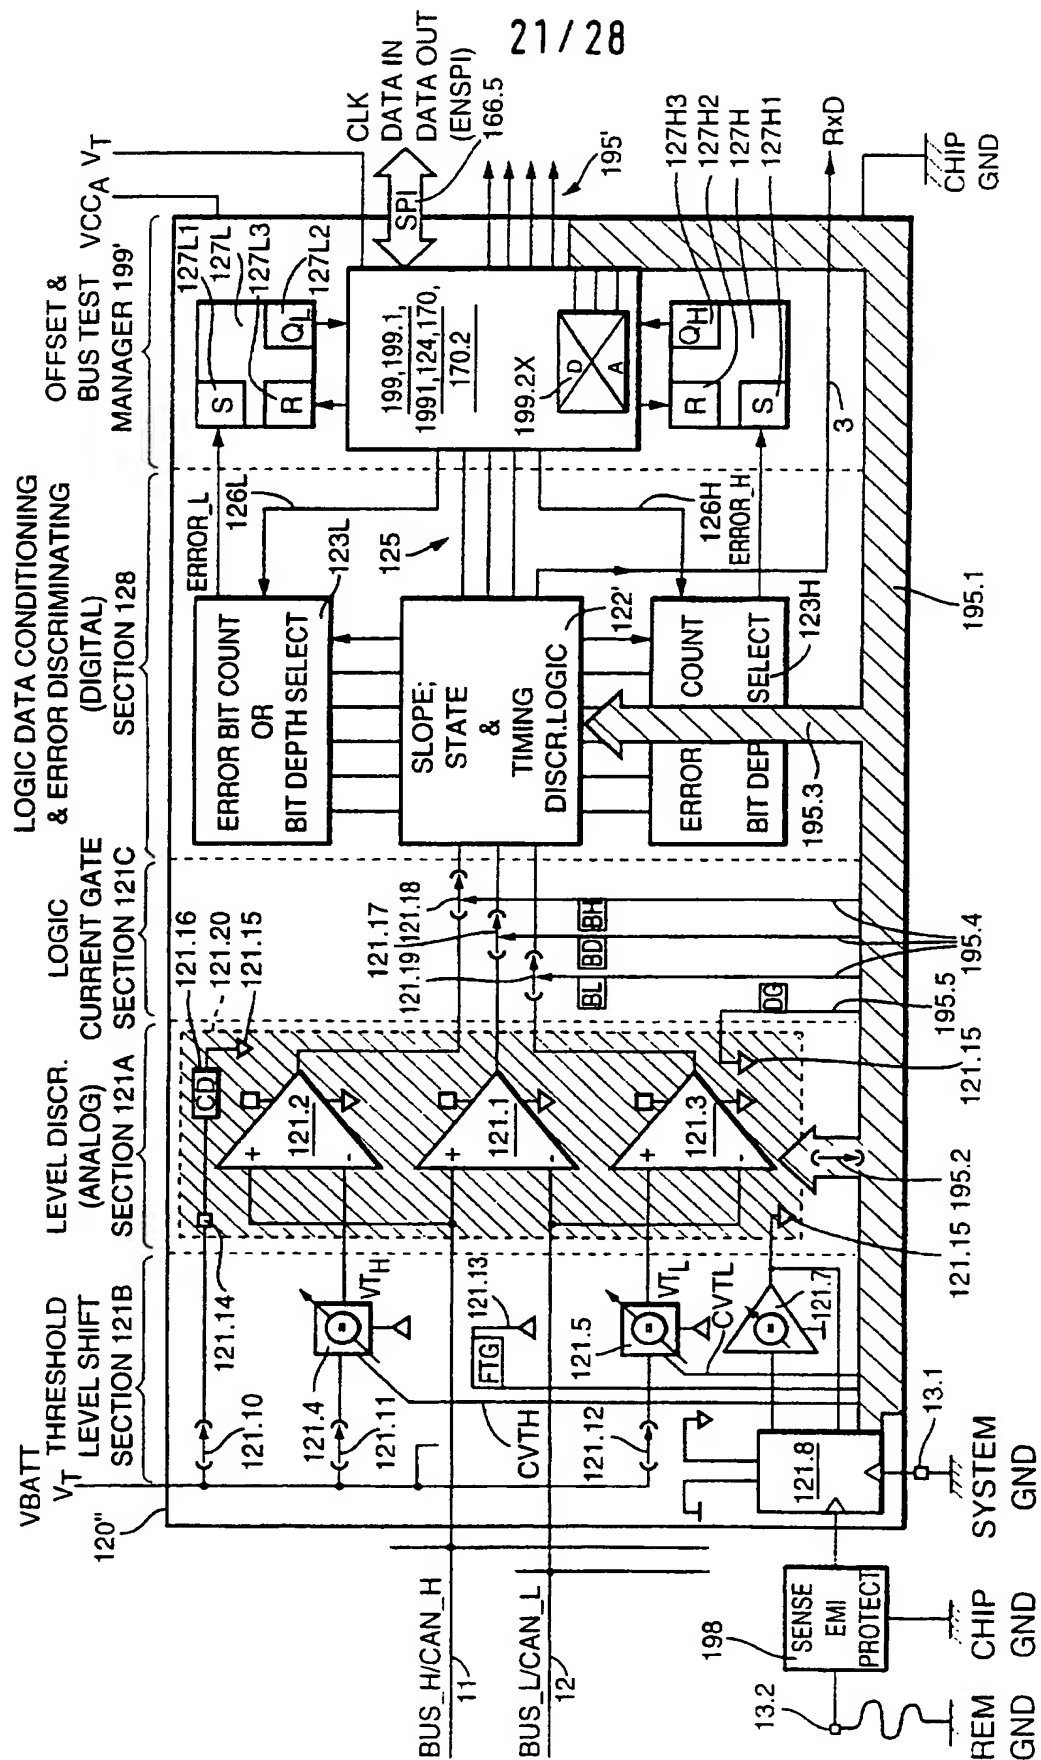 21/28
VBATT
VT
THRESHOLD
LEVEL SHIFT
SECTION 121B
LEVEL DISCR.
(ANALOG)
SECTION 121A
LOGIC
CURRENT GATE
SECTION 121C
LOGIC DATA CONDITIONING
& ERROR DISCRIMINATING
(DIGITAL)
SECTION 128
OFFSET &
BUS TEST
MANAGER 199'
VCCA
VT
120"
121.14
121.10
121.4
121.11
VTH
121.13
FTG
CVTH
121.12
121.5
VTL
CVTL
121.7
121.8
121.16
121.20
121.15
CD
121.2
+
-
121.1
+
-
121.3
+
-
121.15
195.2
121.15
195.5
DG
195.4
BL
BD
BH
121.17
121.18
121.19
ERROR_L
126L
123L
ERROR BIT COUNT
OR
BIT DEPTH SELECT
125
SLOPE;
STATE
&
TIMING
DISCR.LOGIC
122'
126H
ERROR_H
ERROR COUNT
BIT DEP SELECT
123H
195.3
195.1
127L1
127L
127L3
127L2
S
R
QL
199,199.1,
1991,124,170,
170.2
199.2X
D
A
R
QH
S
3
CLK
DATA IN
DATA OUT
(ENSPI)
166.5
SPI
195'
127H3
127H2
127H
127H1
RxD
CHIP
GND
BUS_H/CAN_H
11
BUS_L/CAN_L
12
198
SENSE
EMI
PROTECT
13.2
13.1
REM
GND
CHIP
GND
SYSTEM
GND